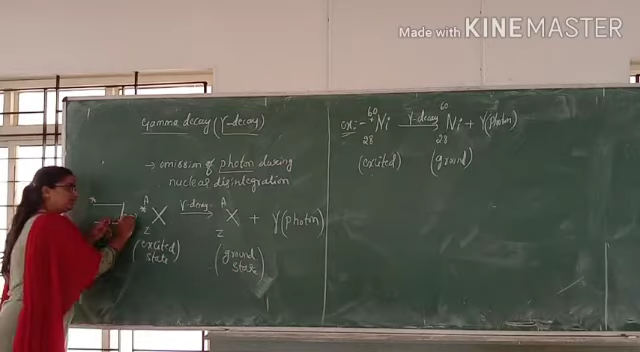 Made with KINEMASTER
Gamma decay (γ-decay)
→ emission of photon during
nuclear disintegration
A * X Z γ-decay→ A X Z + γ(photon)
(excited state)
(ground state)
ex:- 60 * Ni 28 γ-decay→ 60 Ni 28 + γ(photon)
(excited)
(ground)